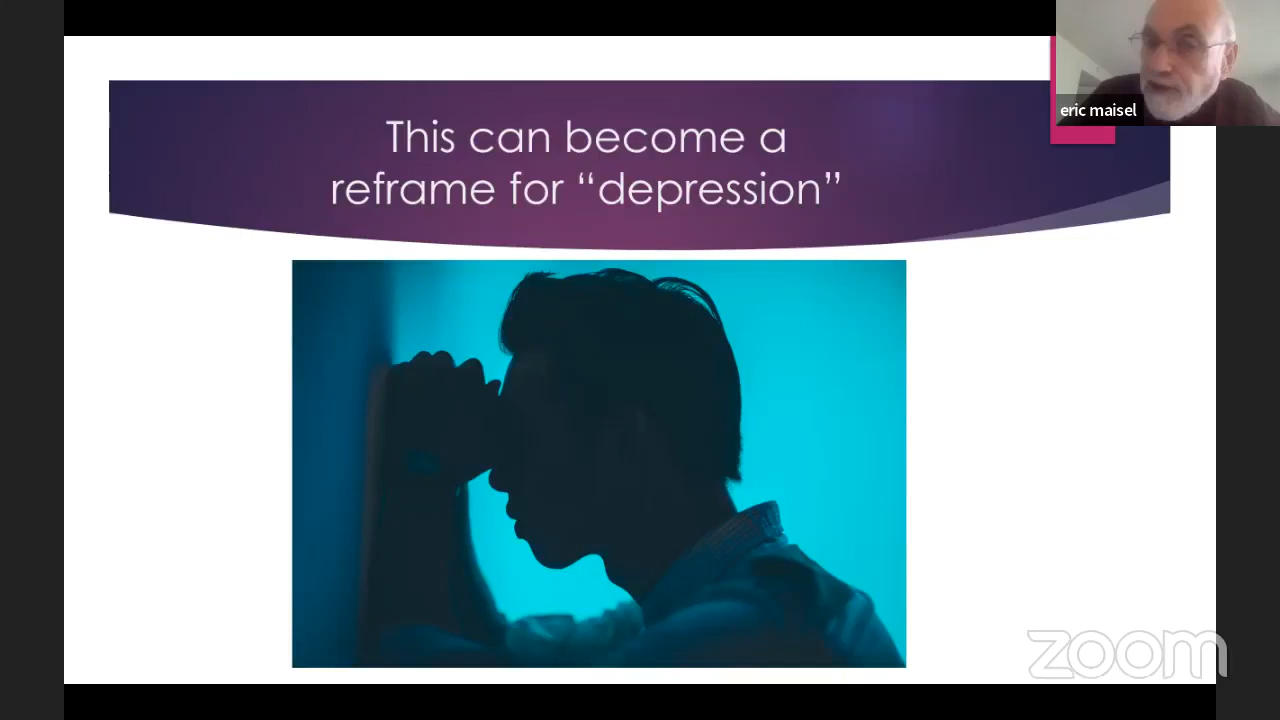 This can become a
reframe for “depression”
eric maisel
zoom